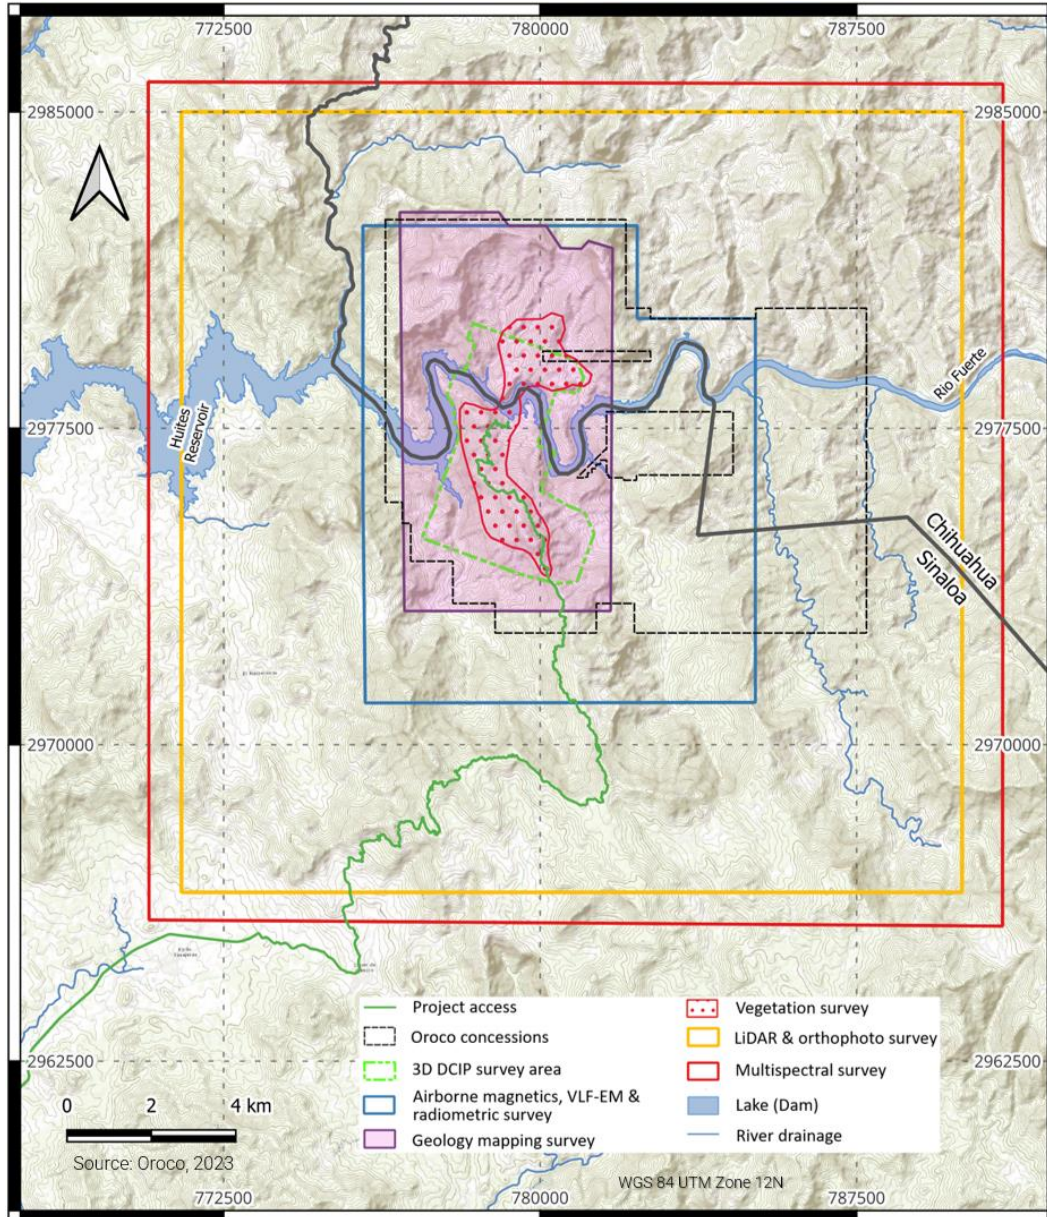 772500
780000
787500
2985000
2985000
Rio Fuerte
Huites
Reservoir
2977500
2977500
Chihuahua
Sinaloa
2970000
2970000
2962500
2962500
Project access
Oroco concessions
3D DCIP survey area
Airborne magnetics, VLF-EM &
radiometric survey
Geology mapping survey
Vegetation survey
LiDAR & orthophoto survey
Multispectral survey
Lake (Dam)
River drainage
0 2 4 km
Source: Oroco, 2023
WGS 84 UTM Zone 12N
772500
780000
787500